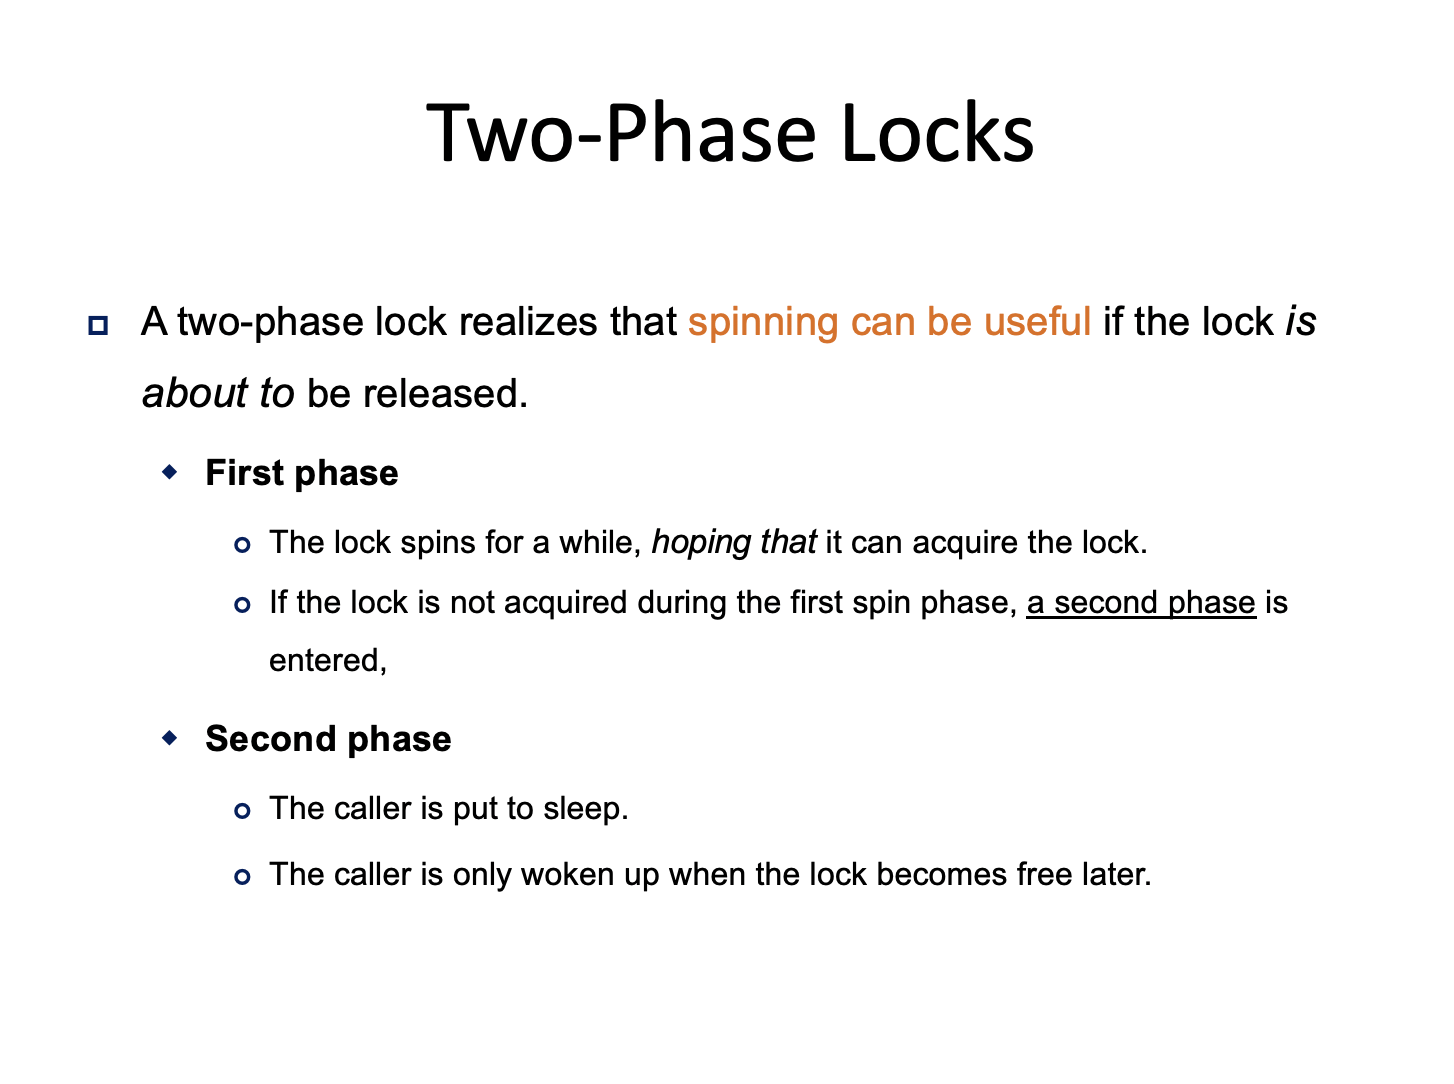 Two-Phase Locks
A two-phase lock realizes that spinning can be useful if the lock is
about to be released.
First phase
The lock spins for a while, hoping that it can acquire the lock.
If the lock is not acquired during the first spin phase, a second phase is
entered,
Second phase
The caller is put to sleep.
The caller is only woken up when the lock becomes free later.